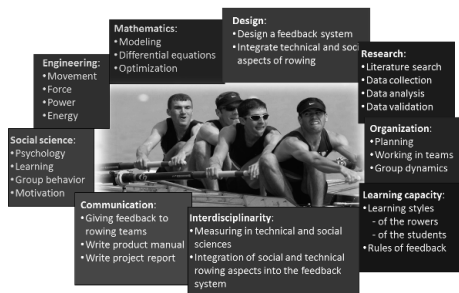 Mathematics:
• Modeling
• Differential equations
• Optimization
Design:
• Design a feedback system
• Integrate technical and soci
aspects of rowing
Engineering:
• Movement
• Force
• Power
• Energy
Research:
• Literature search
• Data collection
• Data analysis
• Data validation
Social science:
• Psychology
• Learning
• Group behavior
• Motivation
Organization:
• Planning
• Working in teams
• Group dynamics
Communication:
• Giving feedback to
rowing teams
• Write product manual
• Write project report
Interdisciplinarity:
• Measuring in technical and social
sciences
• Integration of social and technical
rowing aspects into the feedback
system
Learning capacity:
• Learning styles
- of the rowers
- of the students
• Rules of feedback